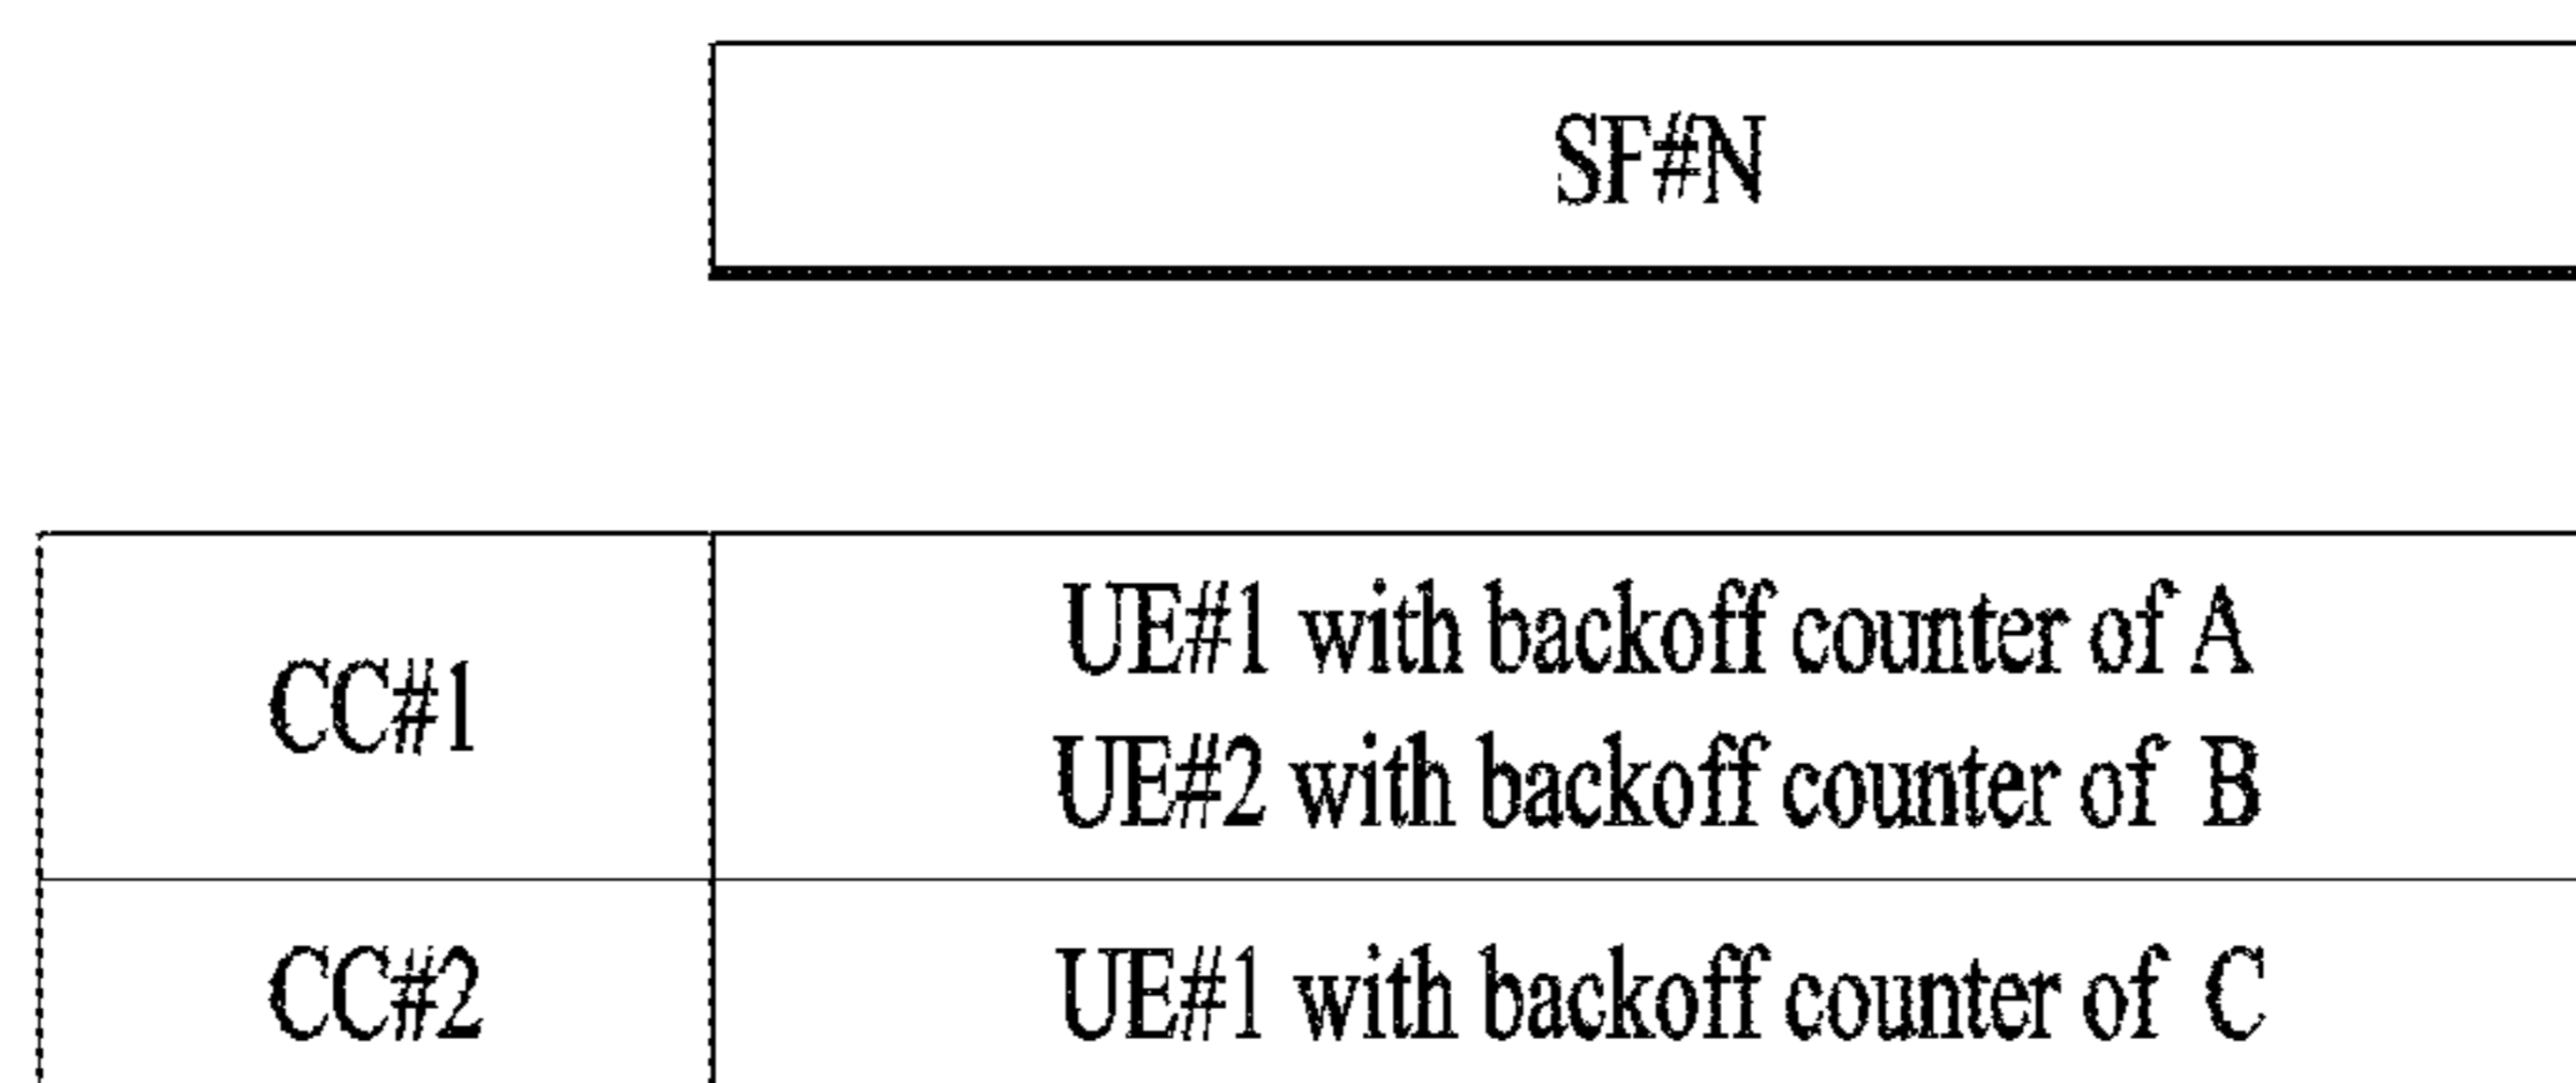 SF#N
CC#1
UE#1 with backoff counter of A
UE#2 with backoff counter of B
CC#2
UE#1 with backoff counter of C